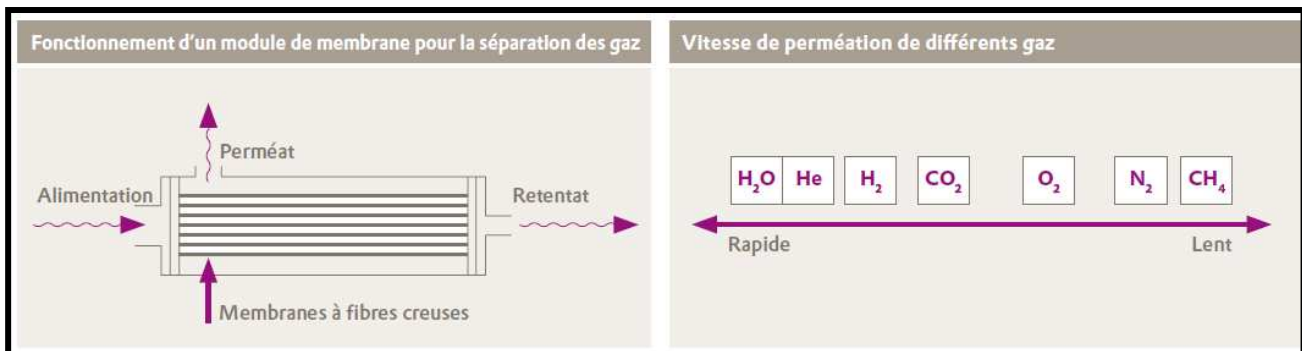 Fonctionnement d'un module de membrane pour la séparation des gaz
Perméat
Alimentation
Retentat
Membranes à fibres creuses
Vitesse de perméation de différents gaz
H₂O He H₂ CO₂ O₂ N₂ CH₄
Rapide Lent